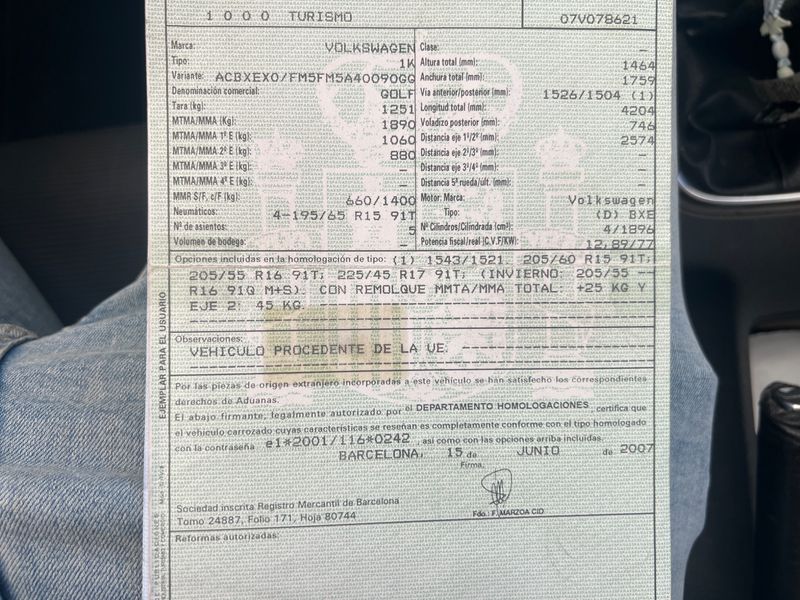 1 0 0 0 TURISMO
07V078621
Marca: VOLKSWAGEN
Tipo: 1K
Variante: ACBXEX0/FM5FM5A40090GG
Denominación comercial: GOLF
Tara (kg): 1251
MTMA/MMA (Kg): 1890
MTMA/MMA 1º E (kg): 1060
MTMA/MMA 2º E (kg): 880
MTMA/MMA 3º E (kg): —
MTMA/MMA 4º E (kg): —
MMR S/F, c/F (kg): 660/1400
Neumáticos: 4-195/65 R15 91T
Nº de asientos: 5
Volumen de bodega: —
Clase: —
Altura total (mm): 1464
Anchura total (mm): 1759
Vía anterior/posterior (mm): 1526/1504 (1)
Longitud total (mm): 4204
Voladizo posterior (mm): 746
Distancia eje 1º/2º (mm): 2574
Distancia eje 2º/3º (mm): —
Distancia eje 3º/4º (mm): —
Distancia 5ª rueda/ult. (mm): —
Motor: Marca: Volkswagen
Tipo: (D) BXE
Nº Cilindros/Cilindrada (cm³): 4/1896
Potencia fiscal/real (C.V.F/KW): 12,89/77
Opciones incluidas en la homologación de tipo: (1) 1543/1521. 205/60 R15 91T;
205/55 R16 91T; 225/45 R17 91T; (INVIERNO: 205/55 --
R16 91Q M+S). CON REMOLQUE MMTA/MMA TOTAL: +25 KG Y
EJE 2: 45 KG
Observaciones:
VEHICULO PROCEDENTE DE LA UE.
Por las piezas de origen extranjero incorporadas a este vehículo se han satisfecho los correspondientes
derechos de Aduanas.
El abajo firmante, legalmente autorizado por el DEPARTAMENTO HOMOLOGACIONES, certifica que
el vehículo carrozado cuyas características se reseñan es completamente conforme con el tipo homologado
con la contraseña e1*2001/116*0242, así como con las opciones arriba incluidas.
BARCELONA, 15 de JUNIO de 2007
Firma.
Fdo.: F. MARZOA CID
Sociedad inscrita Registro Mercantil de Barcelona
Tomo 24887, Folio 171, Hoja 80744
Reformas autorizadas:
EJEMPLAR PARA EL USUARIO